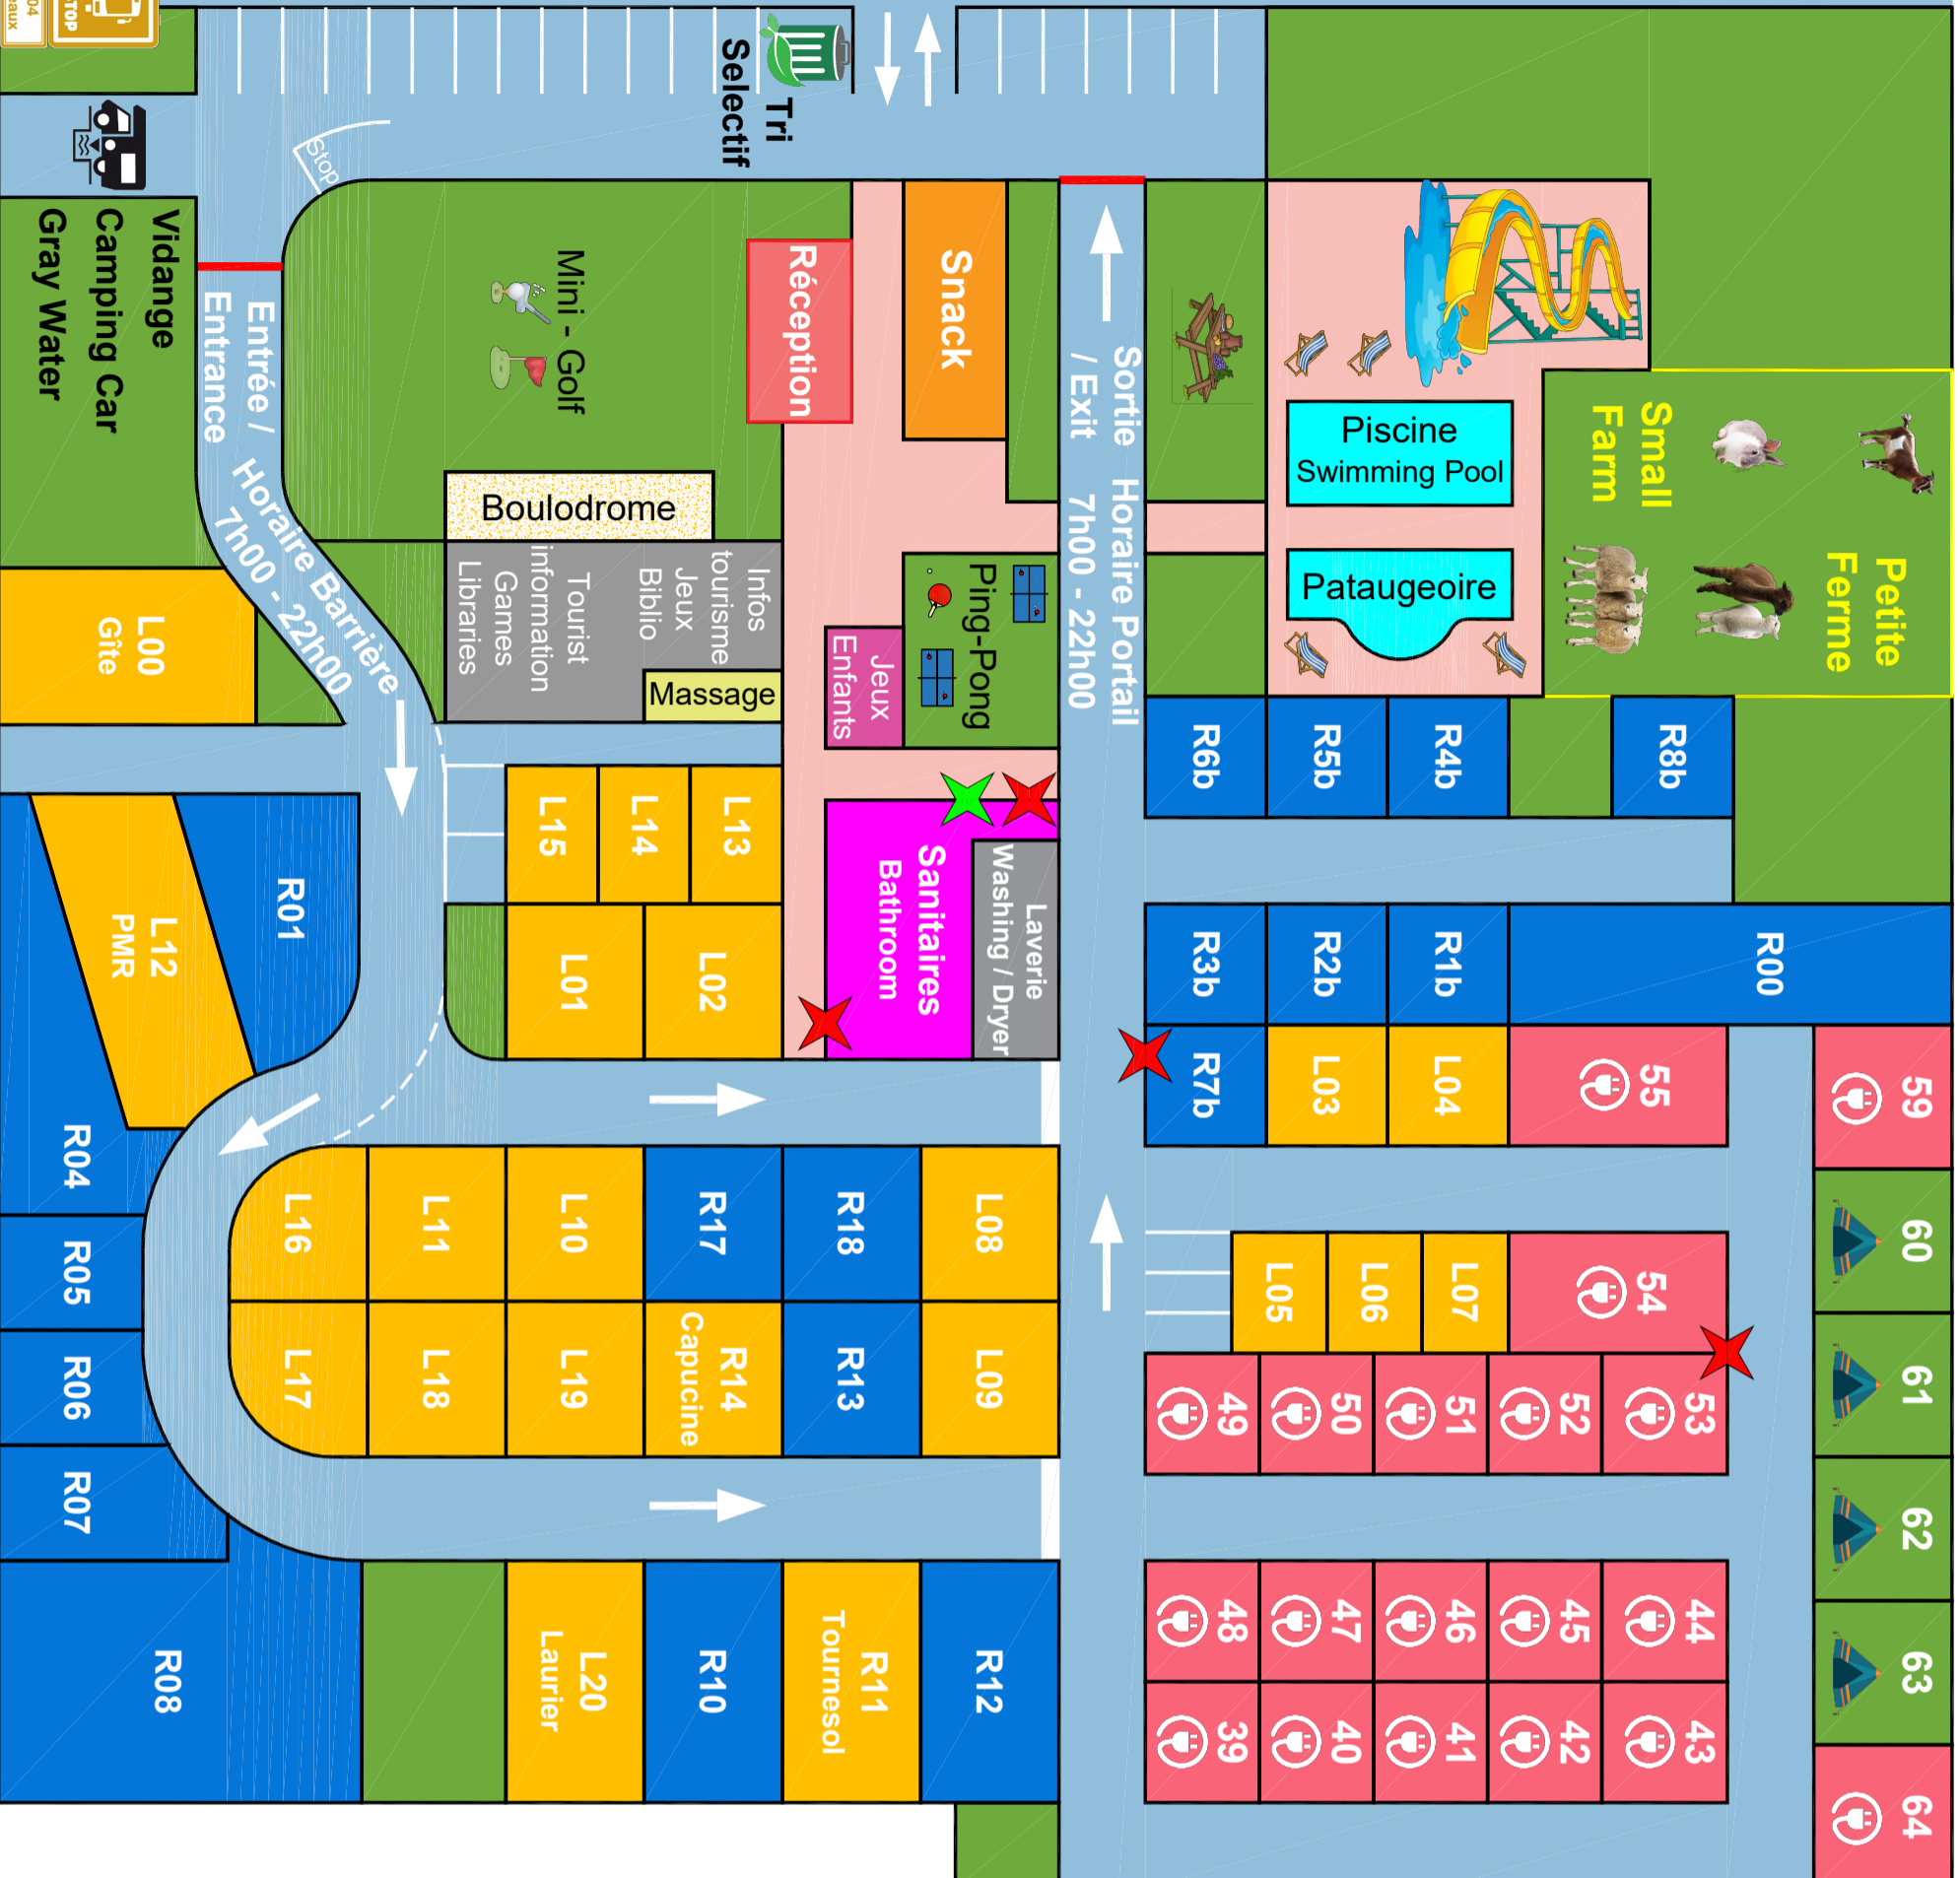 STOP
04
eaux
Tri
Selectif
Stop
Vidange
Camping Car
Gray Water
Entrée /
Entrance
Horaire Barrière
7h00 - 22h00
Mini - Golf
Réception
Snack
Sortie Horaire Portail
/ Exit 7h00 - 22h00
Piscine
Swimming Pool
Pataugeoire
Petite
Ferme
Small
Farm
Boulodrome
Infos
tourisme
Jeux
Biblio
Tourist
information
Games
Libraries
Massage
Ping-Pong
Jeux
Enfants
L00
Gîte
R6b
R5b
R4b
R8b
L15
L14
L13
Sanitaires
Bathroom
Laverie
Washing / Dryer
R01
L12
PMR
L01
L02
R3b
R2b
R1b
R00
R7b
L03
L04
55
59
R04
R05
R06
R07
R08
L16
L11
L10
R17
R18
L08
L17
L18
L19
R14
Capucine
R13
L09
L05
L06
L07
54
60
61
62
63
64
49
50
51
52
53
L20
Laurier
R10
R11
Tournesol
R12
48
47
46
45
44
39
40
41
42
43